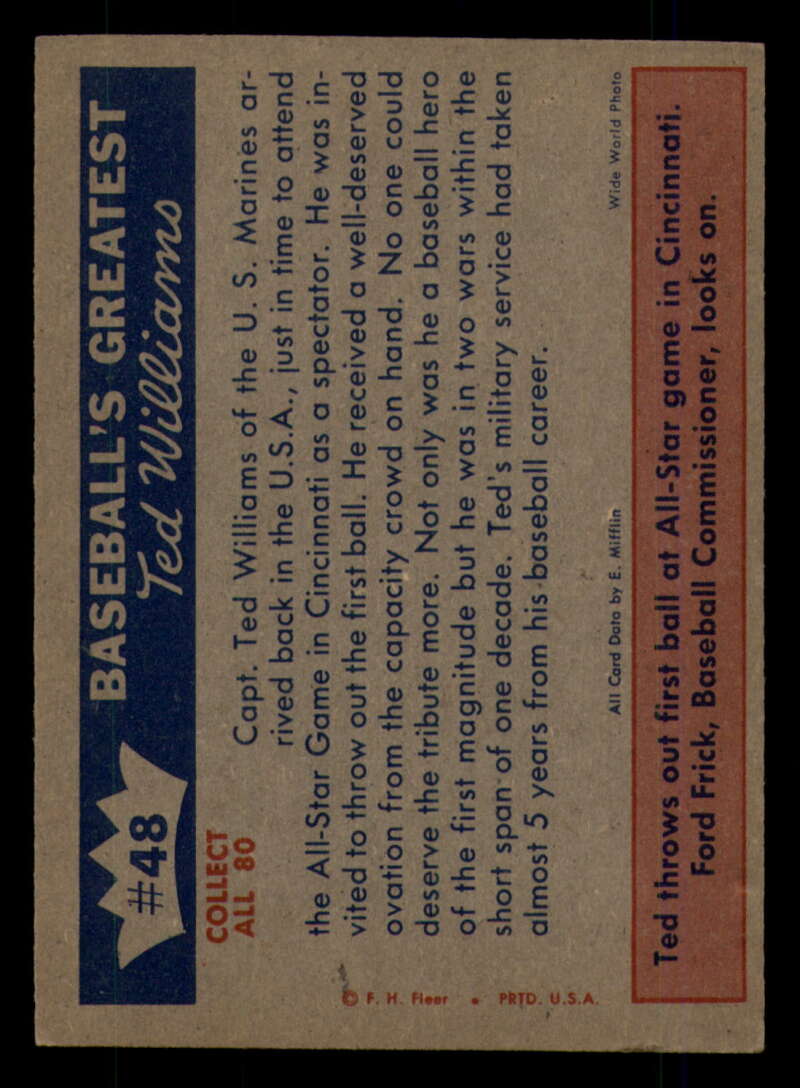 #48
BASEBALL'S GREATEST
Ted Williams
COLLECT
ALL 80
Capt. Ted Williams of the U. S. Marines ar-
rived back in the U.S.A., just in time to attend
the All-Star Game in Cincinnati as a spectator. He was in-
vited to throw out the first ball. He received a well-deserved
ovation from the capacity crowd on hand. No one could
deserve the tribute more. Not only was he a baseball hero
of the first magnitude but he was in two wars within the
short span of one decade. Ted's military service had taken
almost 5 years from his baseball career.
© F. H. Fleer • PRTD. U.S.A.
All Card Data by E. Mifflin
Wide World Photo
Ted throws out first ball at All-Star game in Cincinnati.
Ford Frick, Baseball Commissioner, looks on.